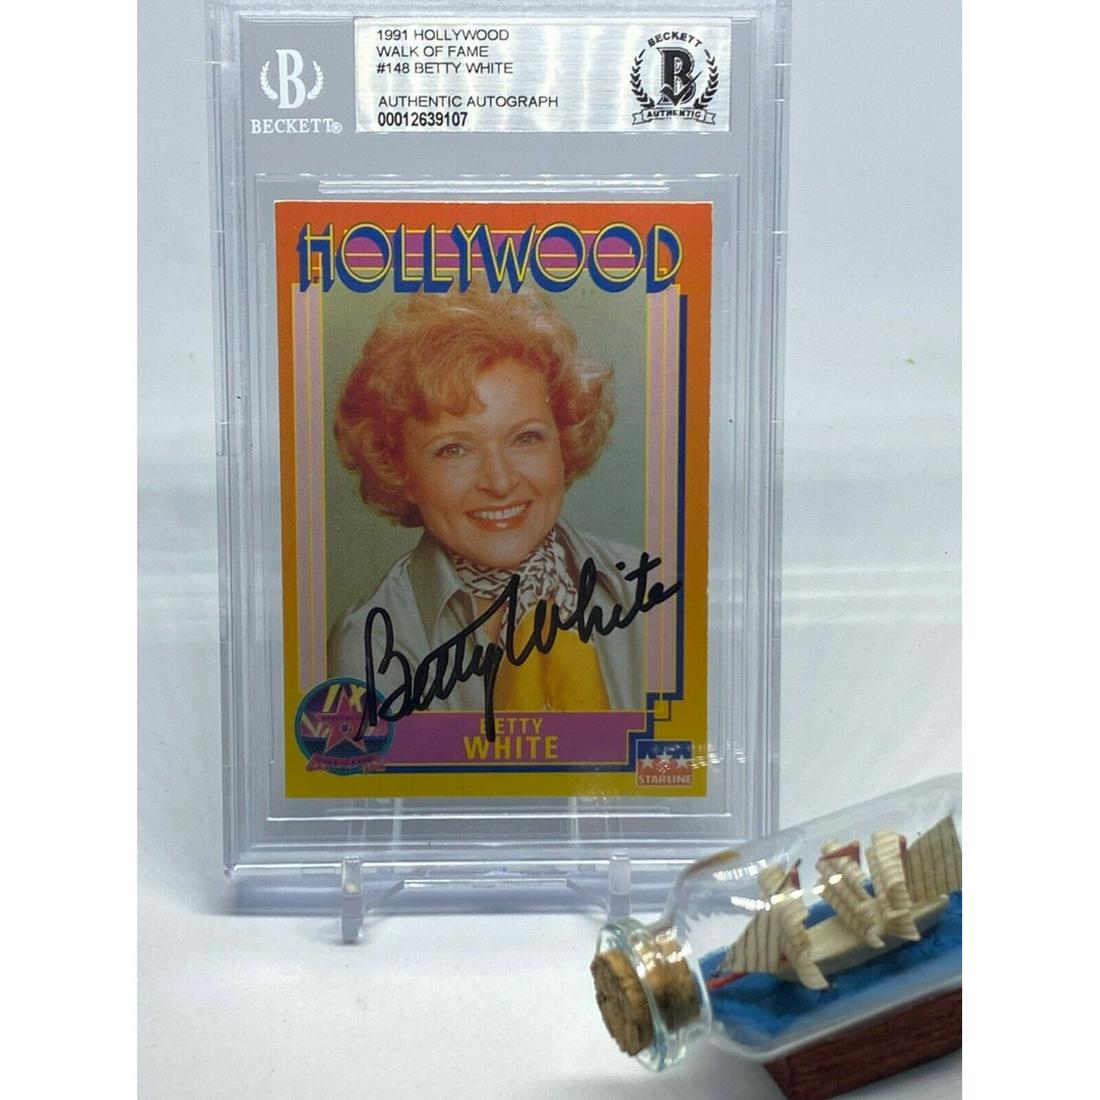 1991 HOLLYWOOD
WALK OF FAME
#148 BETTY WHITE
AUTHENTIC AUTOGRAPH
00012639107
B
BECKETT®
BECKETT
B
AUTHENTIC
HOLLYWOOD
Betty White
BETTY
WHITE
STARLINE